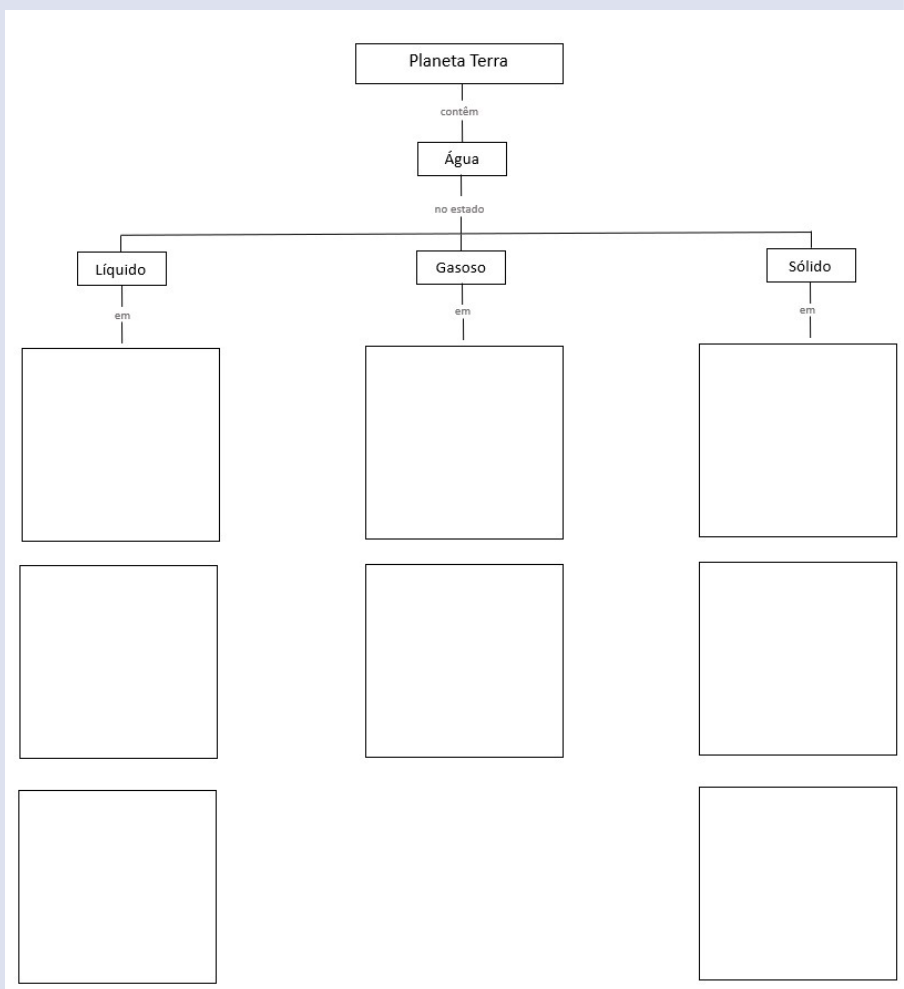 Planeta Terra
contêm
Água
no estado
Líquido
Gasoso
Sólido
em
em
em